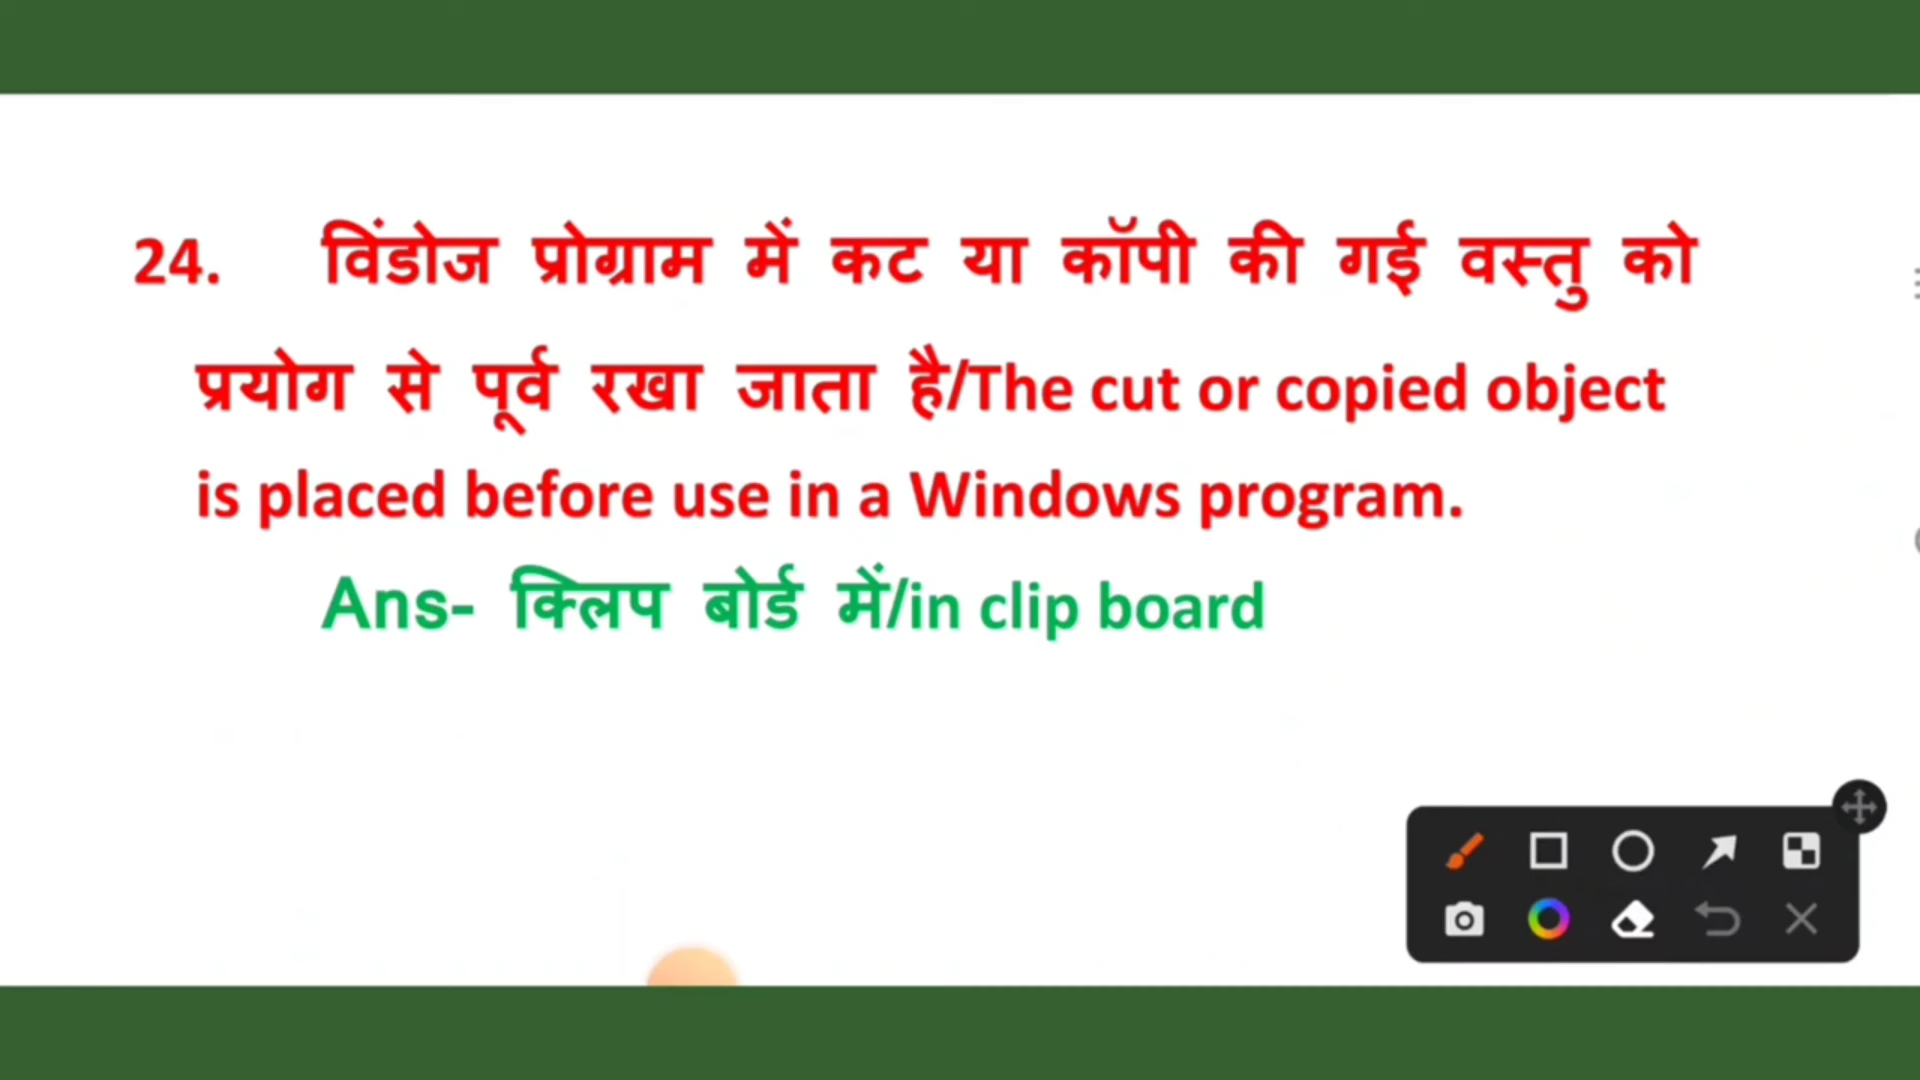 24. विंडोज प्रोग्राम में कट या कॉपी की गई वस्तु को
प्रयोग से पूर्व रखा जाता है/The cut or copied object
is placed before use in a Windows program.
Ans- क्लिप बोर्ड में/in clip board